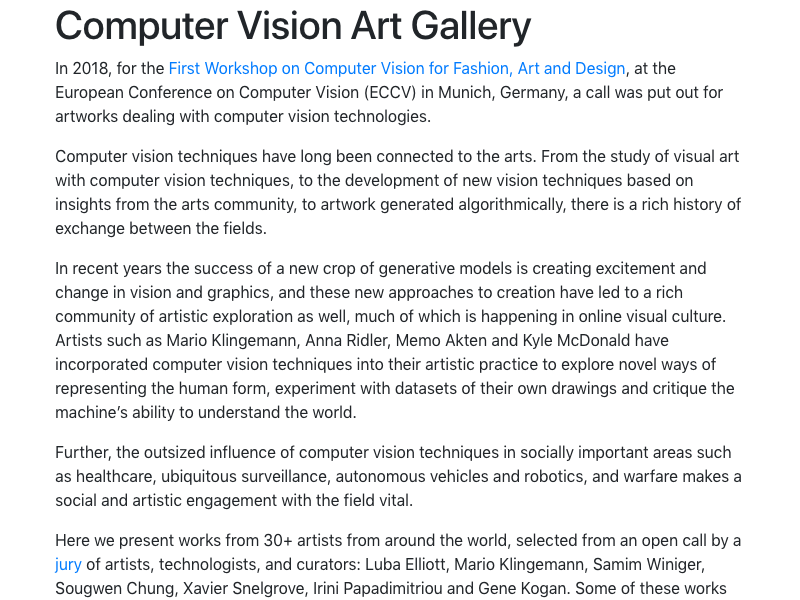 Computer Vision Art Gallery
In 2018, for the First Workshop on Computer Vision for Fashion, Art and Design, at the
European Conference on Computer Vision (ECCV) in Munich, Germany, a call was put out for
artworks dealing with computer vision technologies.
Computer vision techniques have long been connected to the arts. From the study of visual art
with computer vision techniques, to the development of new vision techniques based on
insights from the arts community, to artwork generated algorithmically, there is a rich history of
exchange between the fields.
In recent years the success of a new crop of generative models is creating excitement and
change in vision and graphics, and these new approaches to creation have led to a rich
community of artistic exploration as well, much of which is happening in online visual culture.
Artists such as Mario Klingemann, Anna Ridler, Memo Akten and Kyle McDonald have
incorporated computer vision techniques into their artistic practice to explore novel ways of
representing the human form, experiment with datasets of their own drawings and critique the
machine’s ability to understand the world.
Further, the outsized influence of computer vision techniques in socially important areas such
as healthcare, ubiquitous surveillance, autonomous vehicles and robotics, and warfare makes a
social and artistic engagement with the field vital.
Here we present works from 30+ artists from around the world, selected from an open call by a
jury of artists, technologists, and curators: Luba Elliott, Mario Klingemann, Samim Winiger,
Sougwen Chung, Xavier Snelgrove, Irini Papadimitriou and Gene Kogan. Some of these works